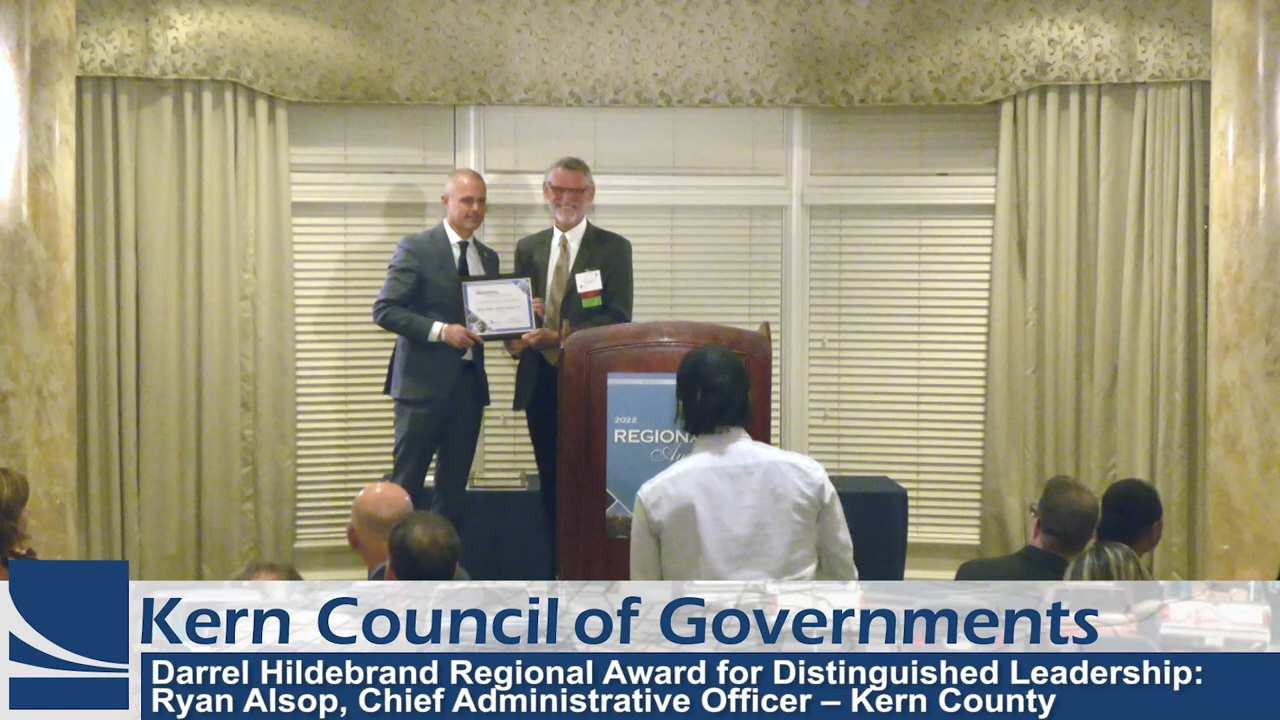 2022
REGIONA
Kern Council of Governments
Darrel Hildebrand Regional Award for Distinguished Leadership:
Ryan Alsop, Chief Administrative Officer – Kern County